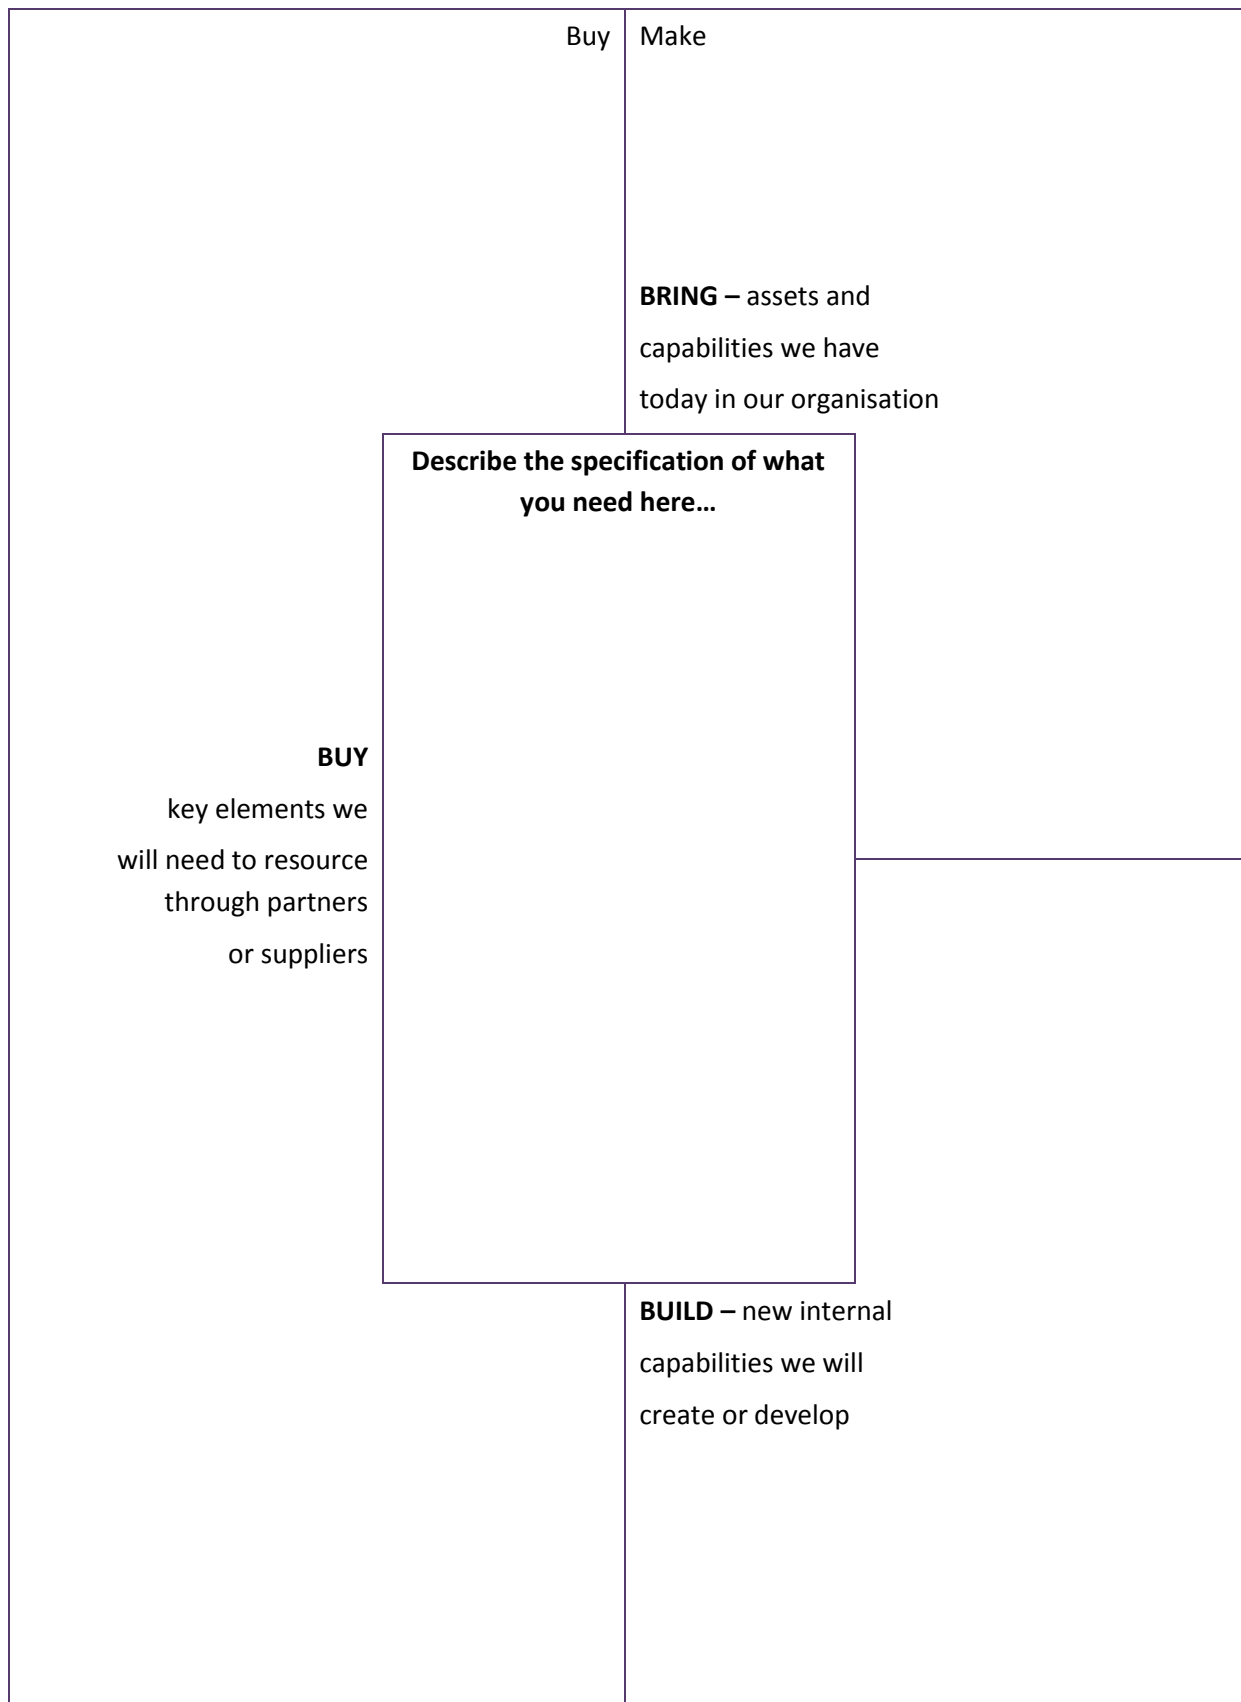 Buy
Make
BRING – assets and
capabilities we have
today in our organisation
Describe the specification of what
you need here…
BUY
key elements we
will need to resource
through partners
or suppliers
BUILD – new internal
capabilities we will
create or develop